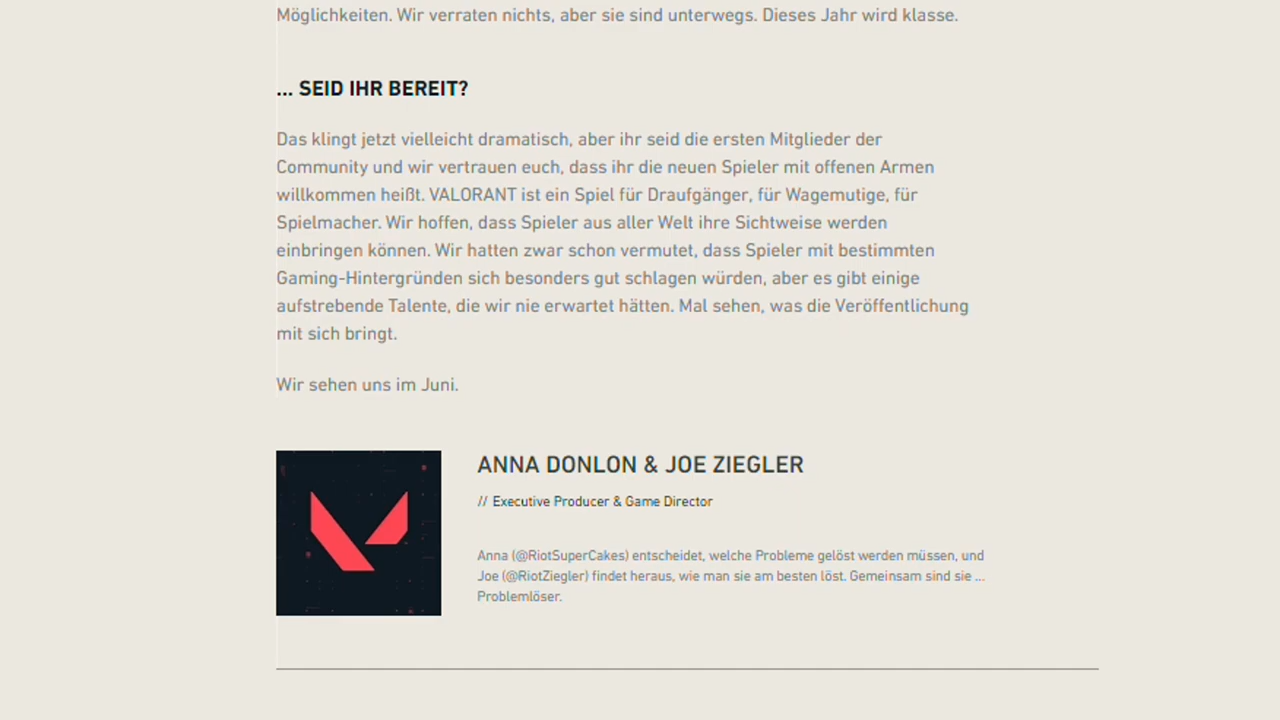 Möglichkeiten. Wir verraten nichts, aber sie sind unterwegs. Dieses Jahr wird klasse.
... SEID IHR BEREIT?
Das klingt jetzt vielleicht dramatisch, aber ihr seid die ersten Mitglieder der
Community und wir vertrauen euch, dass ihr die neuen Spieler mit offenen Armen
willkommen heißt. VALORANT ist ein Spiel für Draufgänger, für Wagemutige, für
Spielmacher. Wir hoffen, dass Spieler aus aller Welt ihre Sichtweise werden
einbringen können. Wir hatten zwar schon vermutet, dass Spieler mit bestimmten
Gaming-Hintergründen sich besonders gut schlagen würden, aber es gibt einige
aufstrebende Talente, die wir nie erwartet hätten. Mal sehen, was die Veröffentlichung
mit sich bringt.
Wir sehen uns im Juni.
ANNA DONLON & JOE ZIEGLER
// Executive Producer & Game Director
Anna (@RiotSuperCakes) entscheidet, welche Probleme gelöst werden müssen, und
Joe (@RiotZiegler) findet heraus, wie man sie am besten löst. Gemeinsam sind sie ...
Problemlöser.